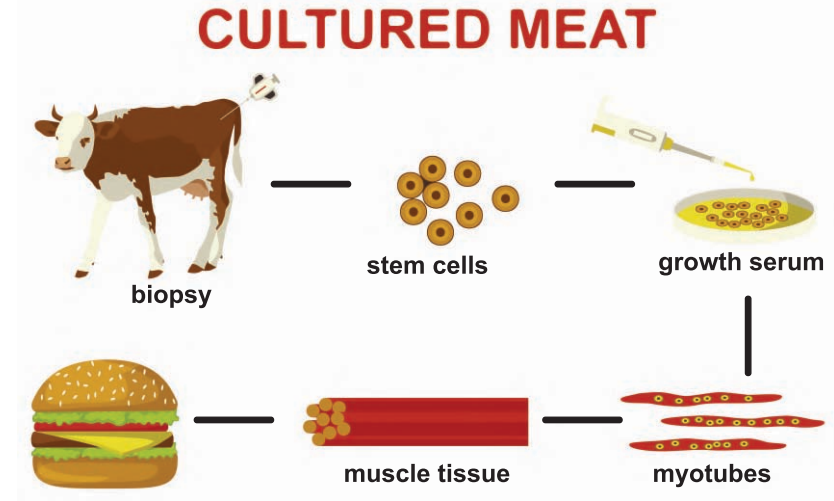 CULTURED MEAT
biopsy
stem cells
growth serum
muscle tissue
myotubes